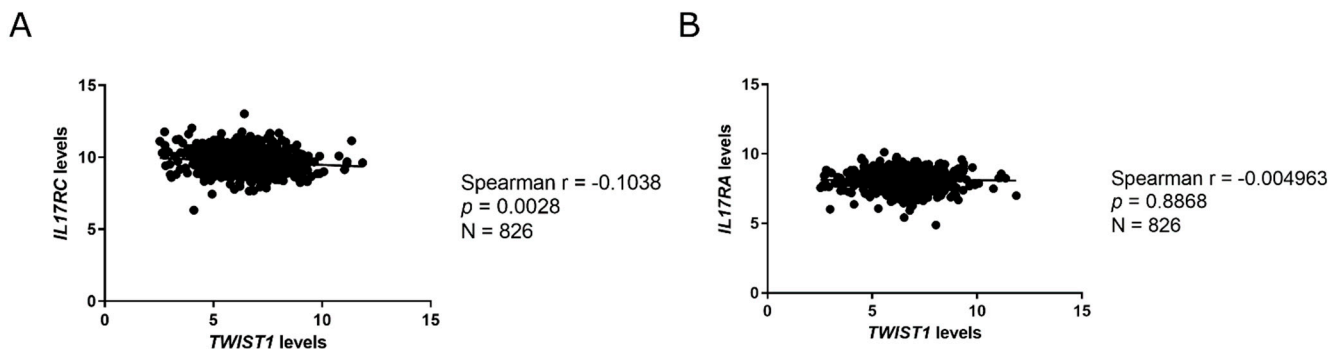 A
15
10
5
0
IL17RC levels
0 5 10 15
TWIST1 levels
Spearman r = -0.1038
p = 0.0028
N = 826
B
15
10
5
0
IL17RA levels
0 5 10 15
TWIST1 levels
Spearman r = -0.004963
p = 0.8868
N = 826